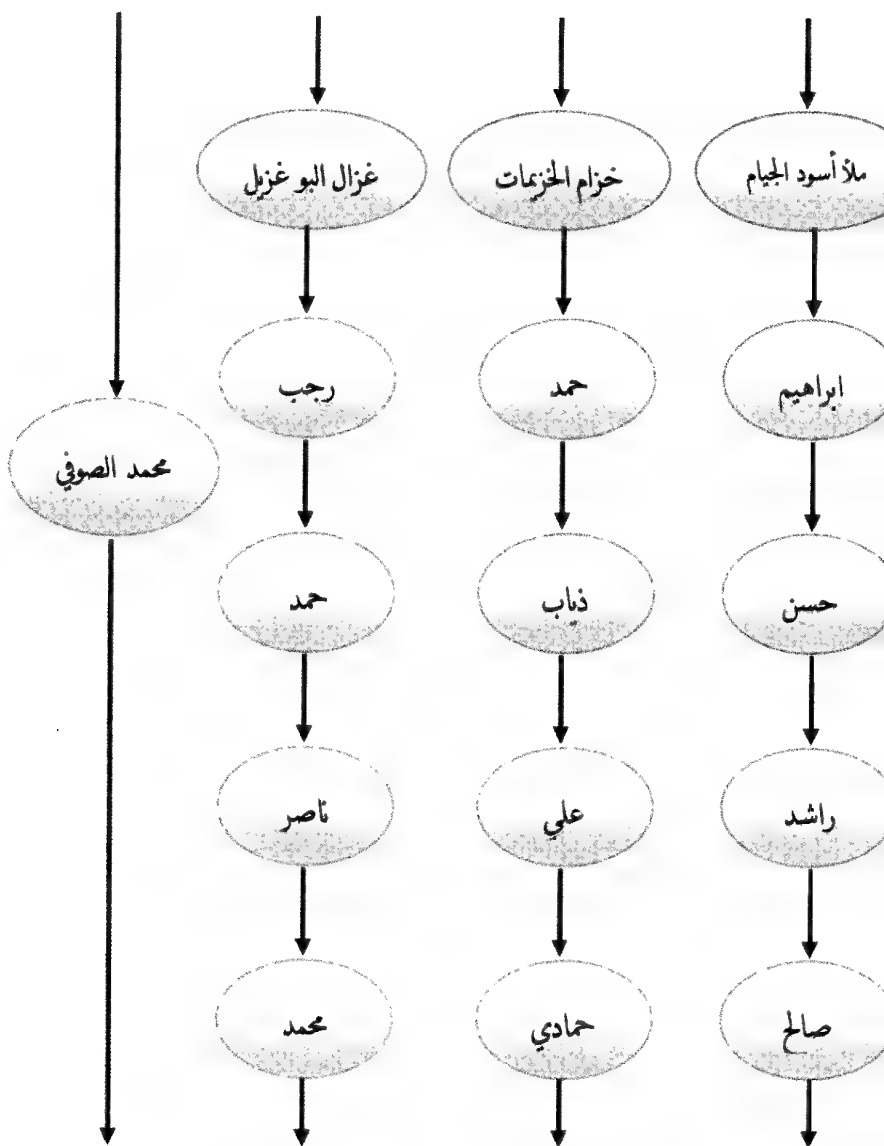 ملا أسود الجيام
خزام الخزيمات
غزال البو غزيل
ابراهيم
حمد
رجب
محمد الصوفي
حسن
ذياب
حمد
راشد
علي
ناصر
صالح
حمادي
محمد